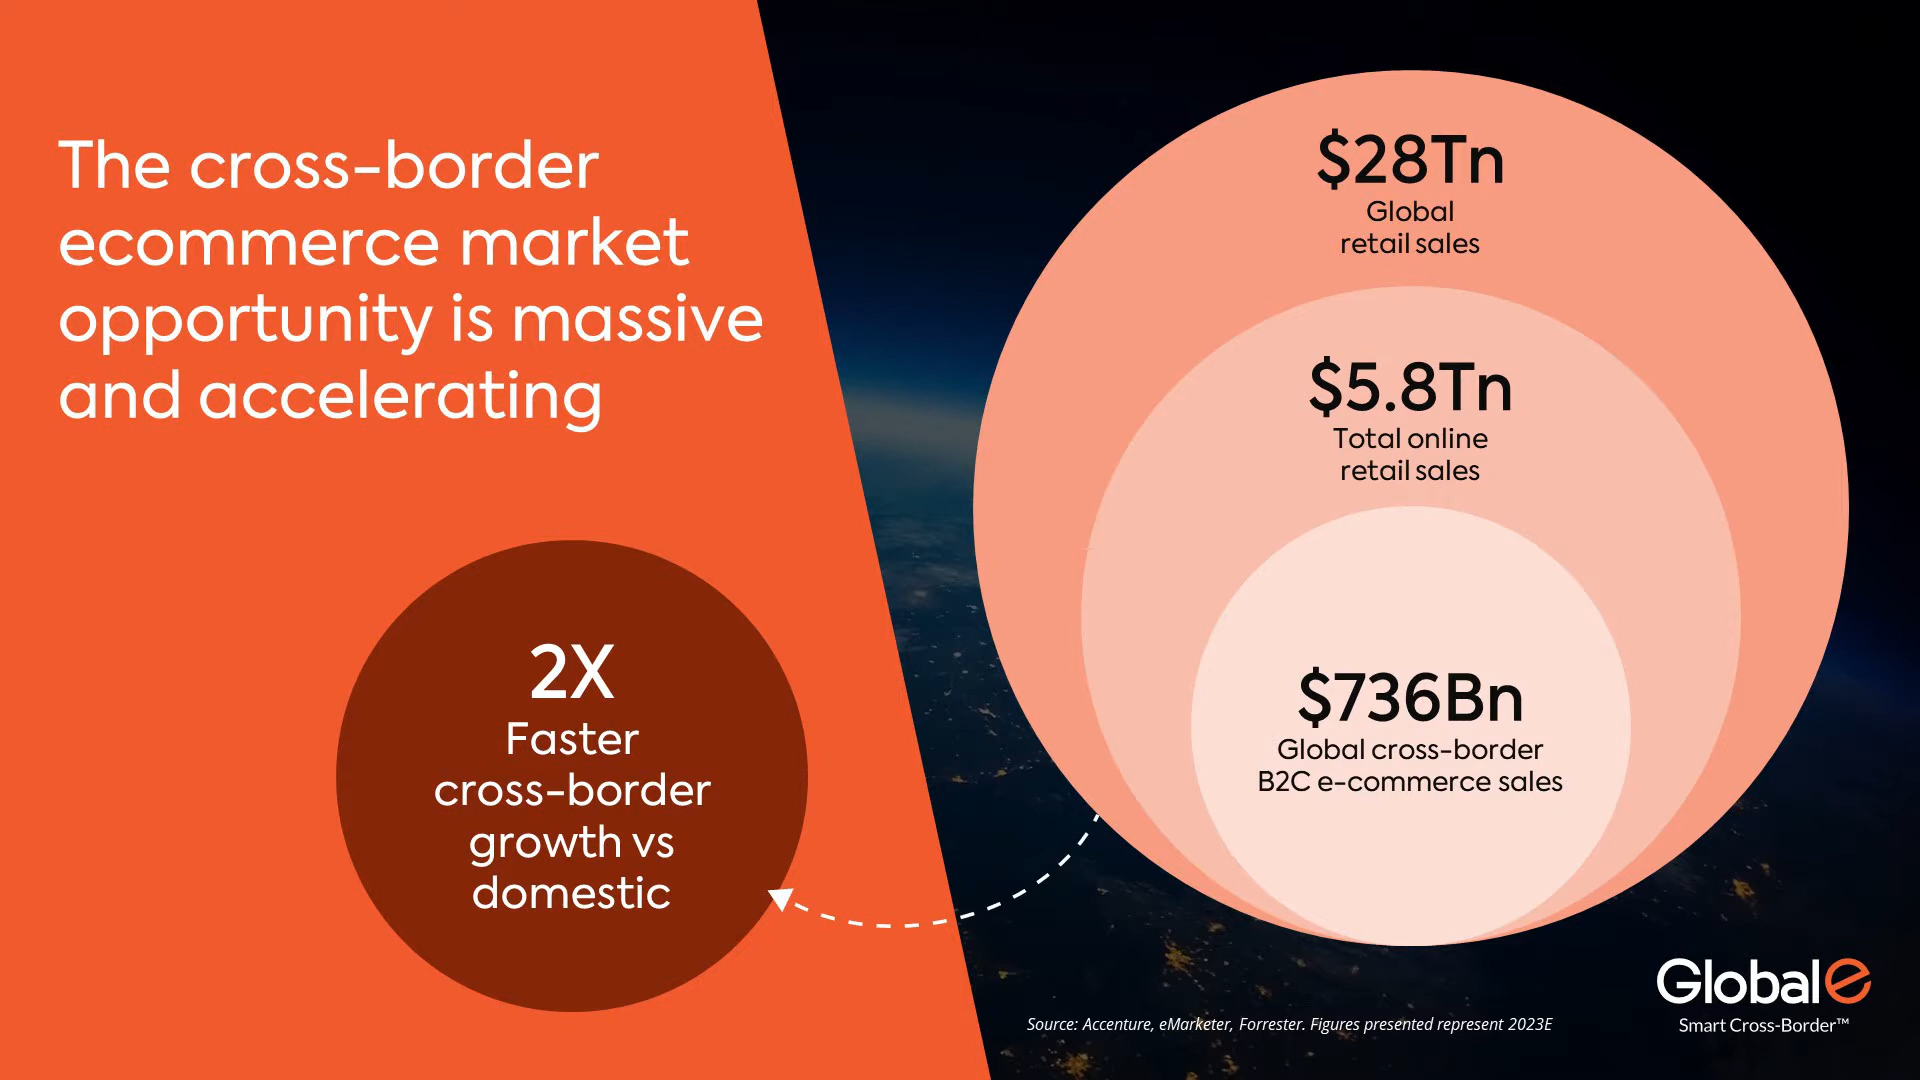 The cross-border
ecommerce market
opportunity is massive
and accelerating
2X
Faster
cross-border
growth vs
domestic
$28Tn
Global
retail sales
$5.8Tn
Total online
retail sales
$736Bn
Global cross-border
B2C e-commerce sales
Source: Accenture, eMarketer, Forrester. Figures presented represent 2023E
Globale
Smart Cross-Border™